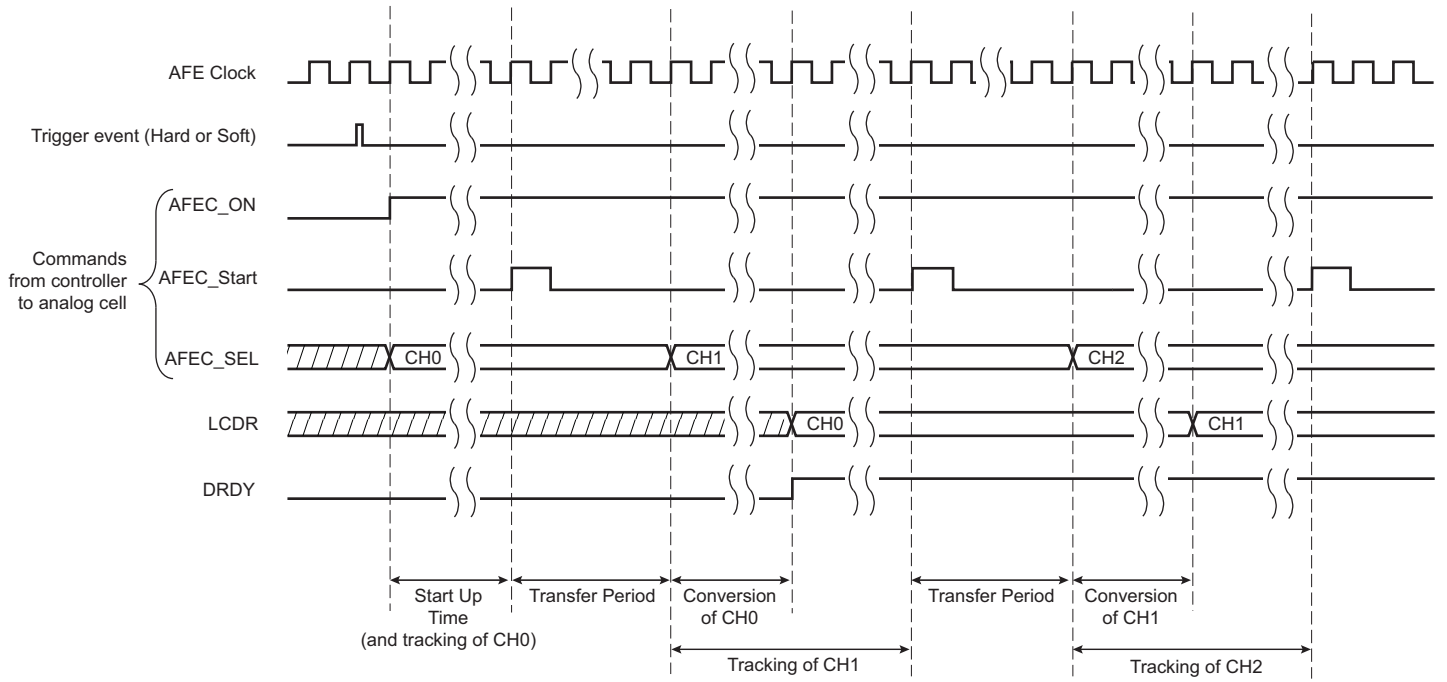 AFE Clock
Trigger event (Hard or Soft)
AFEC_ON
Commands
from controller
to analog cell
AFEC_Start
AFEC_SEL
CH0
CH1
CH2
LCDR
CH0
CH1
DRDY
Start Up
Time
(and tracking of CH0)
Transfer Period
Conversion
of CH0
Transfer Period
Conversion
of CH1
Tracking of CH1
Tracking of CH2